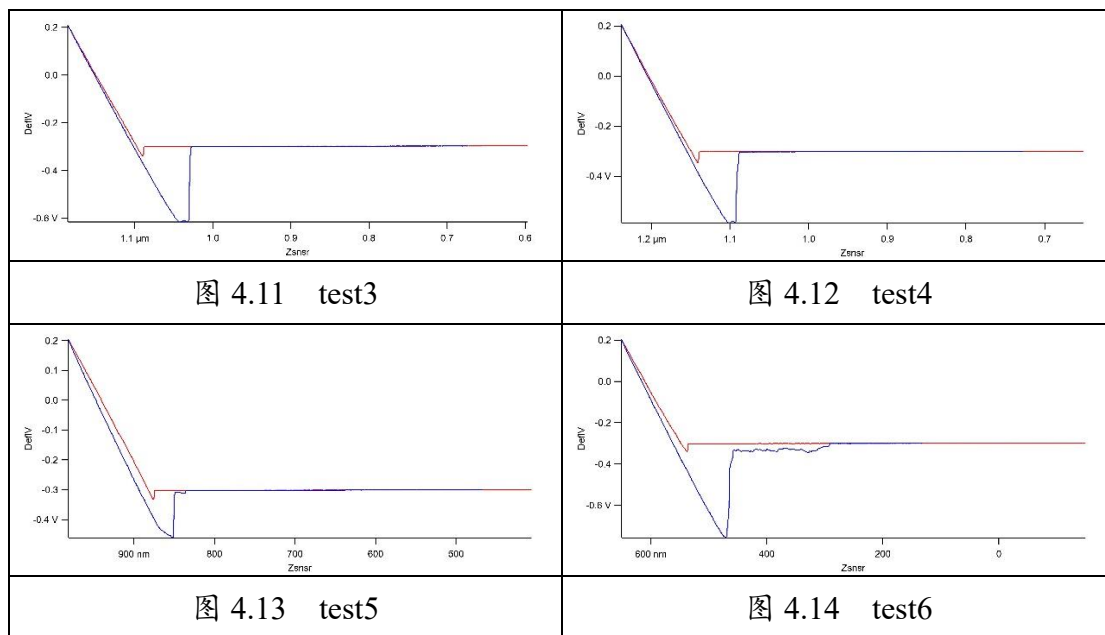 0.2
0.0
-0.2
-0.4
-0.6 V
DeflV
1.1 µm 1.0 0.9 0.8 0.7 0.6
Zsnsr
0.2
0.0
-0.2
-0.4 V
DeflV
1.2 µm 1.1 1.0 0.9 0.8 0.7
Zsnsr
图 4.11 test3
图 4.12 test4
0.2
0.1
0.0
-0.1
-0.2
-0.3
-0.4 V
DeflV
900 nm 800 700 600 500
Zsnsr
0.2
0.0
-0.2
-0.4
-0.6 V
DeflV
600 nm 400 200 0
Zsnsr
图 4.13 test5
图 4.14 test6